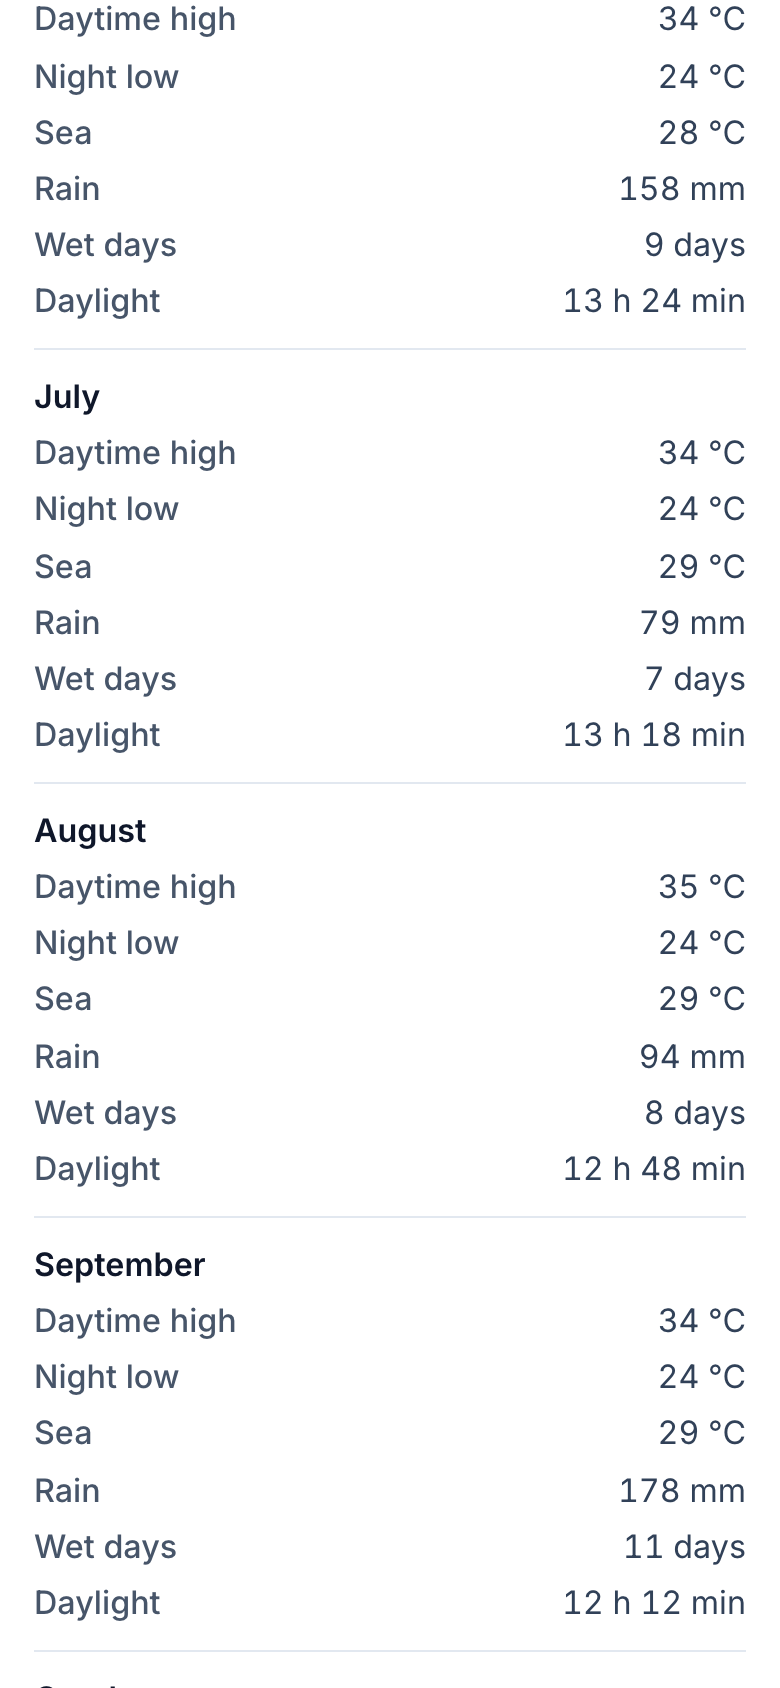 Daytime high 34 °C
Night low 24 °C
Sea 28 °C
Rain 158 mm
Wet days 9 days
Daylight 13 h 24 min
July
Daytime high 34 °C
Night low 24 °C
Sea 29 °C
Rain 79 mm
Wet days 7 days
Daylight 13 h 18 min
August
Daytime high 35 °C
Night low 24 °C
Sea 29 °C
Rain 94 mm
Wet days 8 days
Daylight 12 h 48 min
September
Daytime high 34 °C
Night low 24 °C
Sea 29 °C
Rain 178 mm
Wet days 11 days
Daylight 12 h 12 min